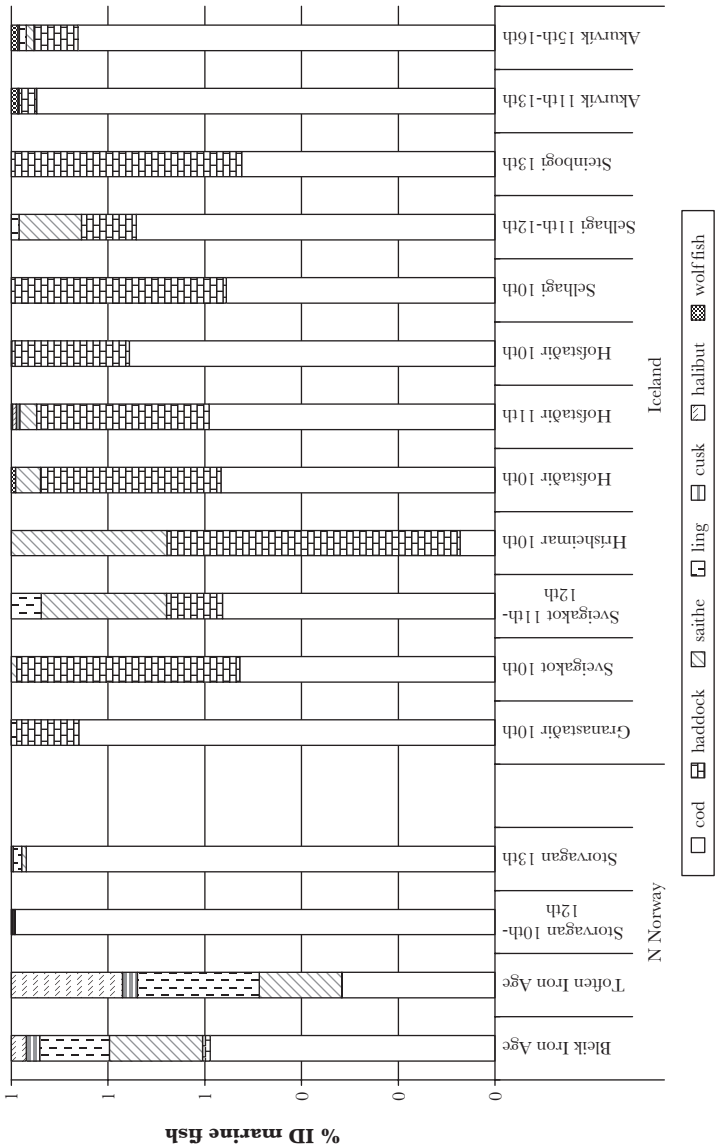 % ID marine fish
1
1
1
0
0
0
Bleik Iron Age
Toften Iron Age
Storvagan 10th-
12th
Storvagan 13th
Granastaðir 10th
Sveigakot 10th
Sveigakot 11th-
12th
Hrísheimar 10th
Hofstaðir 10th
Hofstaðir 11th
Hofstaðir 10th
Selhagi 10th
Selhagi 11th-12th
Steinbogi 13th
Akurvík 11th-13th
Akurvík 15th-16th
N Norway
Iceland
cod haddock saithe ling cusk halibut wolf fish